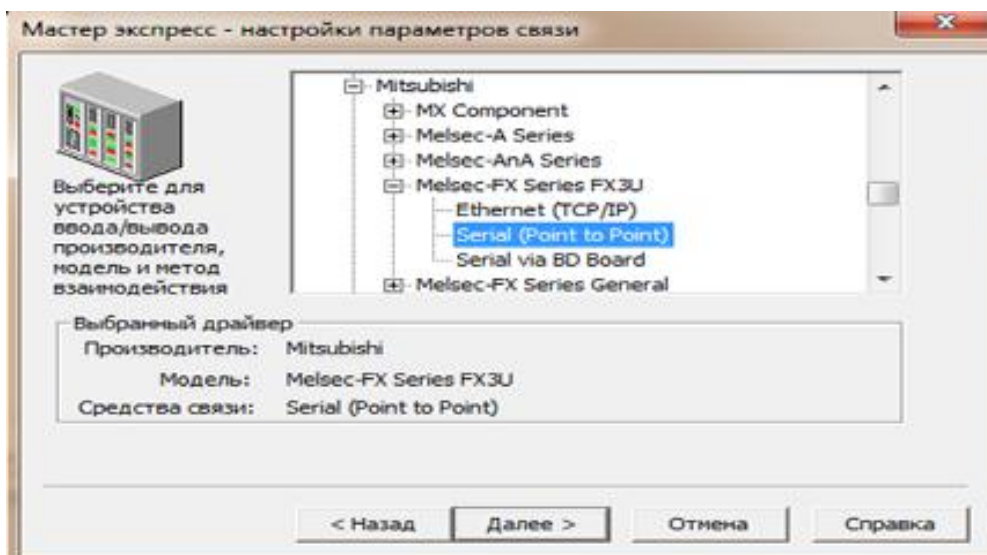 Мастер экспресс - настройки параметров связи
Mitsubishi
MX Component
Melsec-A Series
Melsec-AnA Series
Melsec-FX Series FX3U
Ethernet (TCP/IP)
Serial (Point to Point)
Serial via BD Board
Melsec-FX Series General
Выберите для
устройства
ввода/вывода
производителя,
модель и метод
взаимодействия
Выбранный драйвер
Производитель: Mitsubishi
Модель: Melsec-FX Series FX3U
Средства связи: Serial (Point to Point)
< Назад Далее > Отмена Справка